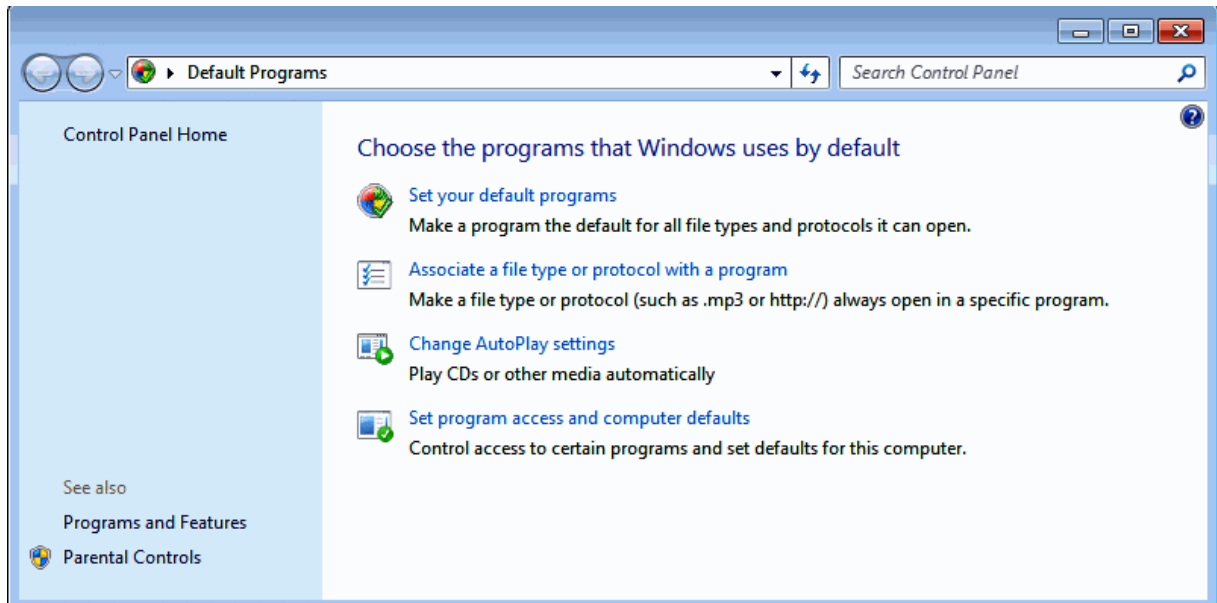 Default Programs
Search Control Panel
Control Panel Home
Choose the programs that Windows uses by default
Set your default programs
Make a program the default for all file types and protocols it can open.
Associate a file type or protocol with a program
Make a file type or protocol (such as .mp3 or http://) always open in a specific program.
Change AutoPlay settings
Play CDs or other media automatically
Set program access and computer defaults
Control access to certain programs and set defaults for this computer.
See also
Programs and Features
Parental Controls